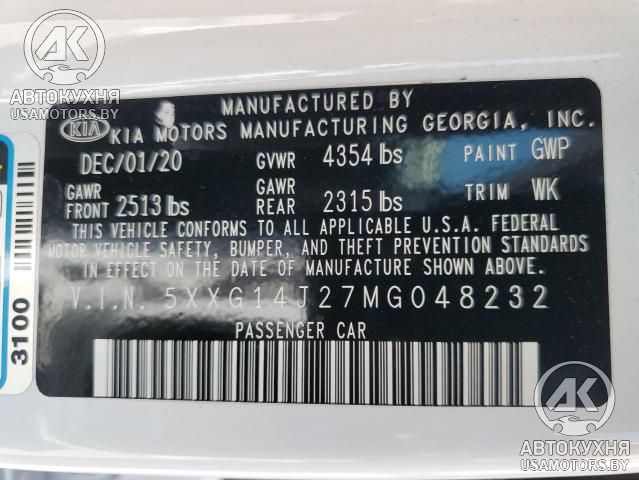 AK
АВТОКУХНЯ
USAMOTORS.BY
MANUFACTURED BY
KIA KIA MOTORS MANUFACTURING GEORGIA, INC.
DEC/01/20 GVWR 4354 lbs PAINT GWP
GAWR FRONT 2513 lbs GAWR REAR 2315 lbs TRIM WK
THIS VEHICLE CONFORMS TO ALL APPLICABLE U.S.A. FEDERAL
MOTOR VEHICLE SAFETY, BUMPER, AND THEFT PREVENTION STANDARDS
IN EFFECT ON THE DATE OF MANUFACTURE SHOWN ABOVE.
V.I.N. 5XXG14J27MG048232
PASSENGER CAR
3100
AK
АВТОКУХНЯ
USAMOTORS.BY